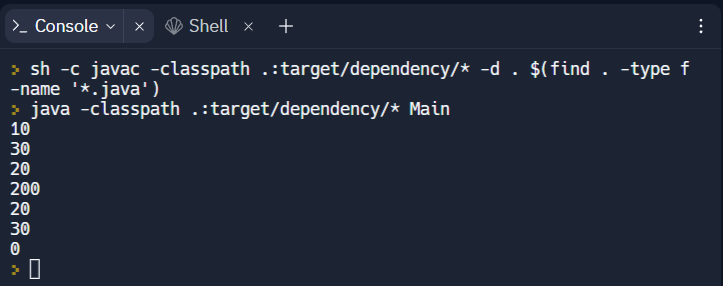 Console
Shell
> sh -c javac -classpath .:target/dependency/* -d . $(find . -type f
-name '*.java')
> java -classpath .:target/dependency/* Main
10
30
20
200
20
30
0
>